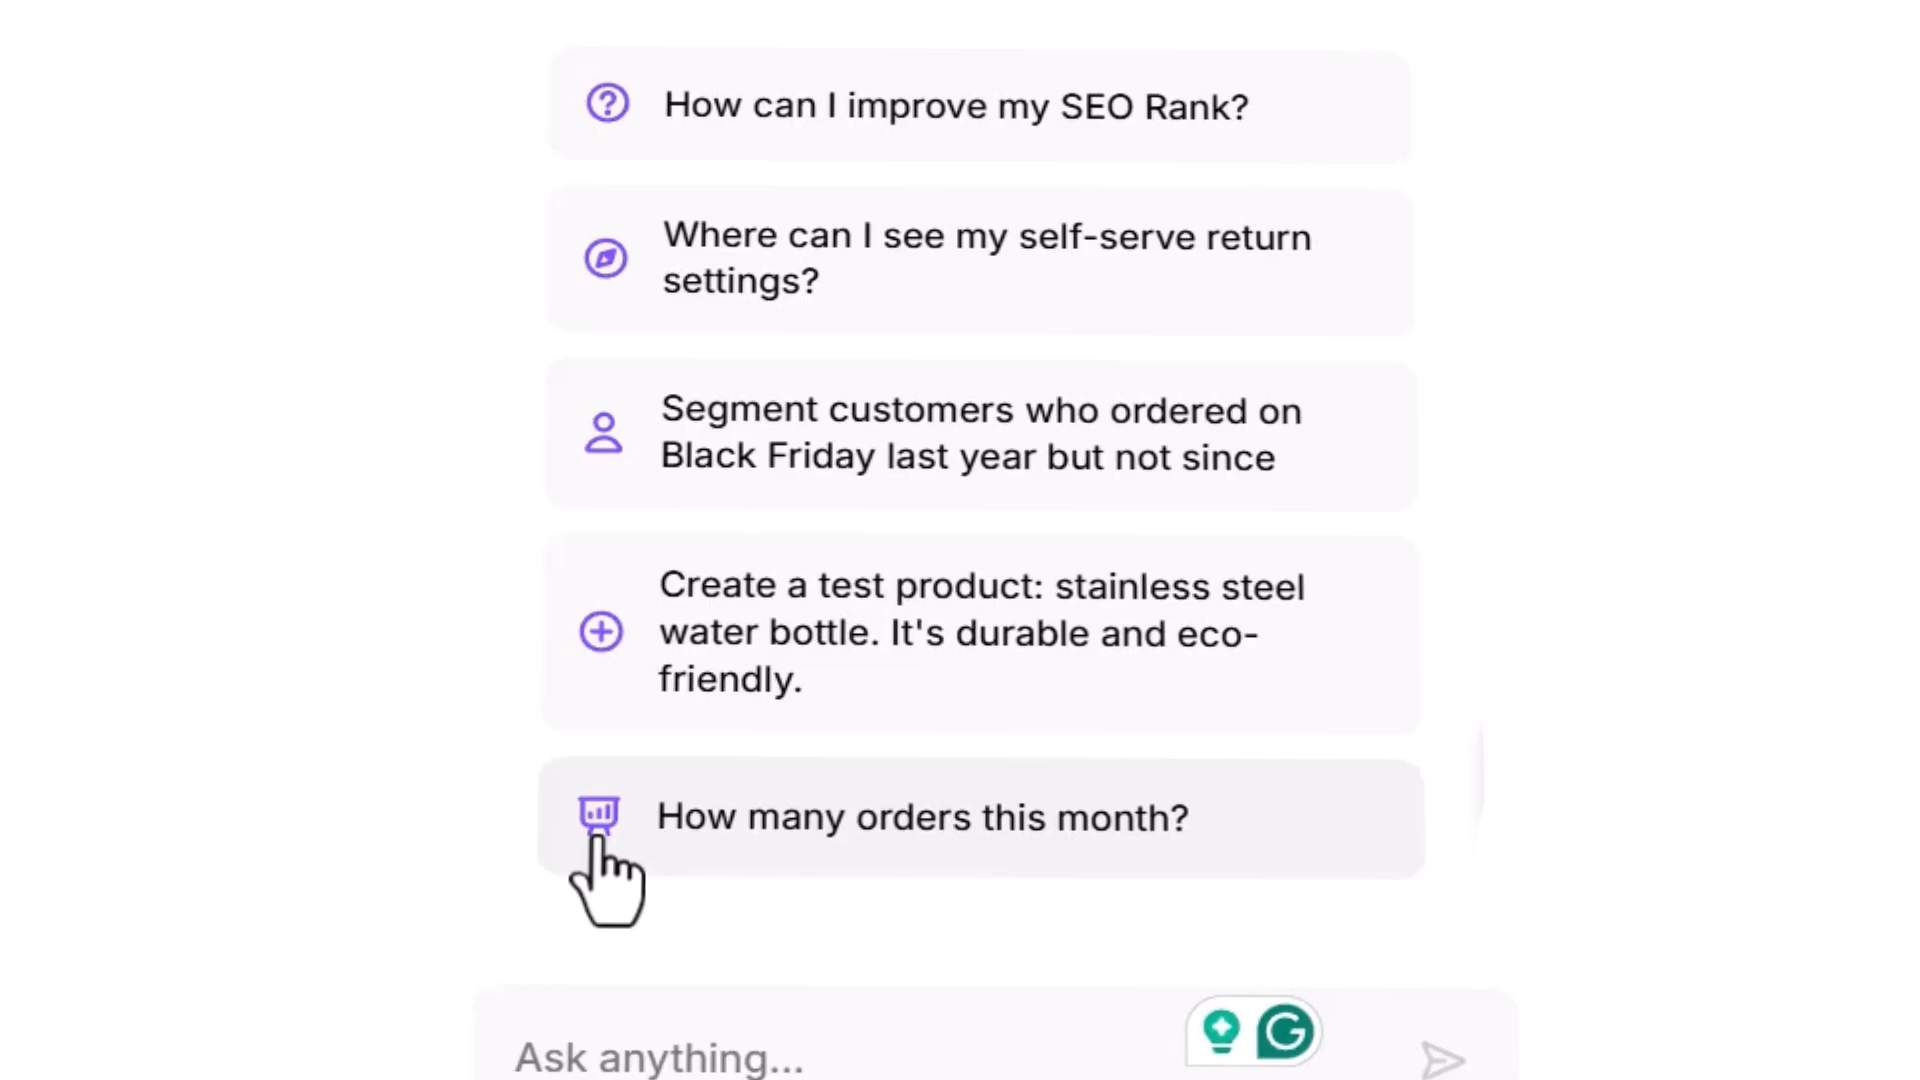 How can I improve my SEO Rank?
Where can I see my self-serve return
settings?
Segment customers who ordered on
Black Friday last year but not since
Create a test product: stainless steel
water bottle. It's durable and eco-
friendly.
How many orders this month?
Ask anything...